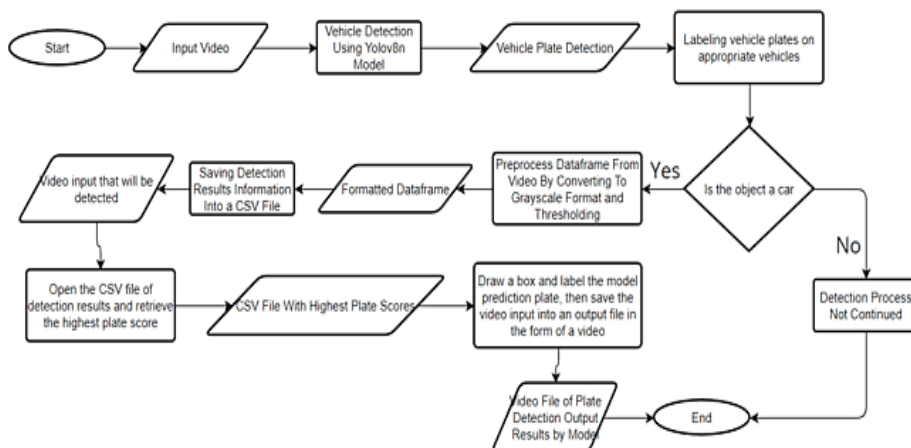 Start
Input Video
Vehicle Detection
Using Yolov8n
Model
Vehicle Plate Detection
Labeling vehicle plates on
appropriate vehicles
Is the object a car
Yes
No
Preprocess Dataframe From
Video By Converting To
Grayscale Format and
Thresholding
Formatted Dataframe
Saving Detection
Results Information
Into a CSV File
Video input that will be
detected
Open the CSV file of
detection results and retrieve
the highest plate score
CSV File With Highest Plate Scores
Draw a box and label the model
prediction plate, then save the
video input into an output file in
the form of a video
Detection Process
Not Continued
Video File of Plate
Detection Output
Results by Model
End